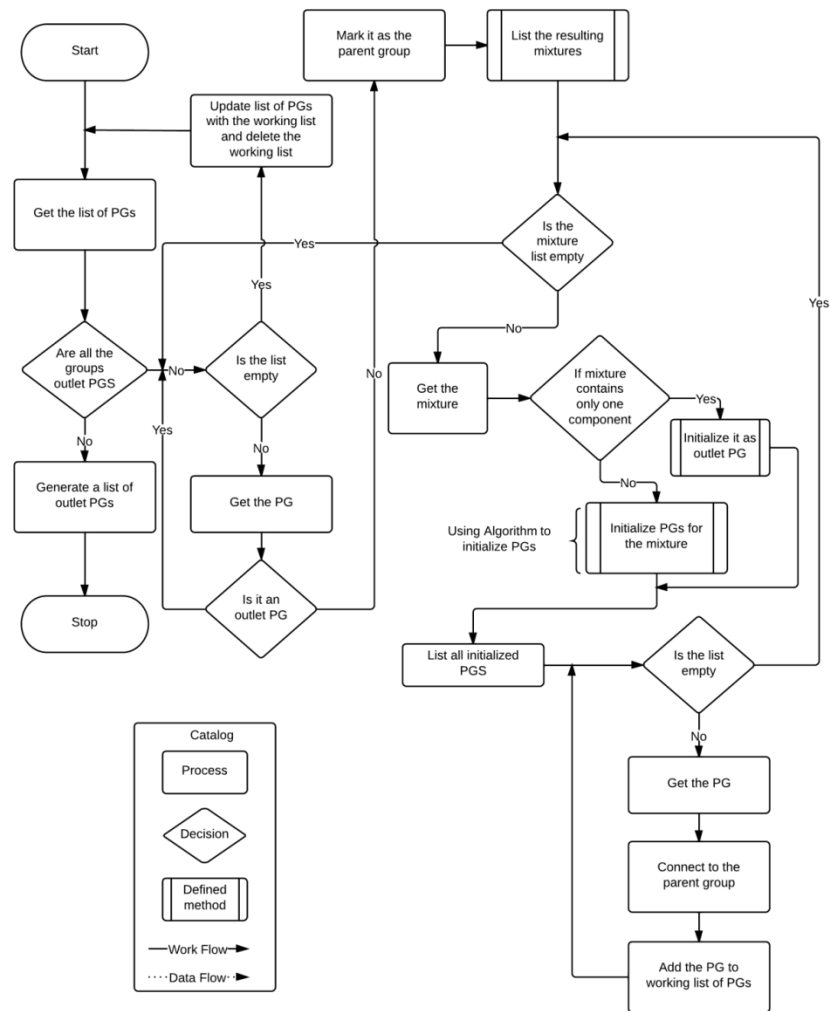 Start
Mark it as the
parent group
List the resulting
mixtures
Update list of PGs
with the working list
and delete the
working list
Get the list of PGs
Is the
mixture
list empty
Yes
Yes
No
Yes
Are all the
groups
outlet PGS
No
Is the list
empty
No
Get the
mixture
If mixture
contains
only one
component
Yes
Initialize it as
outlet PG
Yes
No
No
No
Generate a list of
outlet PGs
Get the PG
Using Algorithm to
initialize PGs
Initialize PGs for
the mixture
Stop
Is it an
outlet PG
List all initialized
PGS
Is the list
empty
No
Get the PG
Connect to the
parent group
Add the PG to
working list of PGs
Catalog
Process
Decision
Defined
method
Work Flow
Data Flow